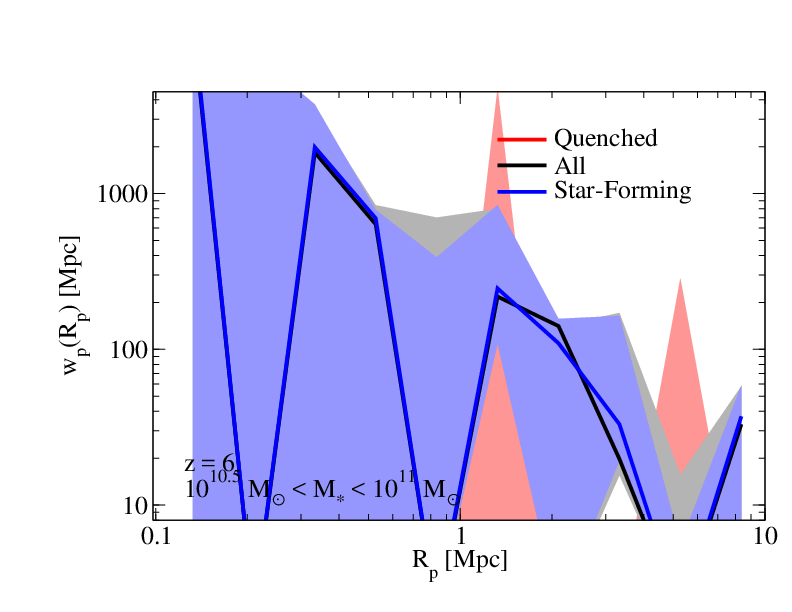 Quenched
All
Star-Forming
1000
100
10
w_p(R_p) [Mpc]
z = 6
10^10.5 M_⊙ < M_* < 10^11 M_⊙
0.1 1 10
R_p [Mpc]